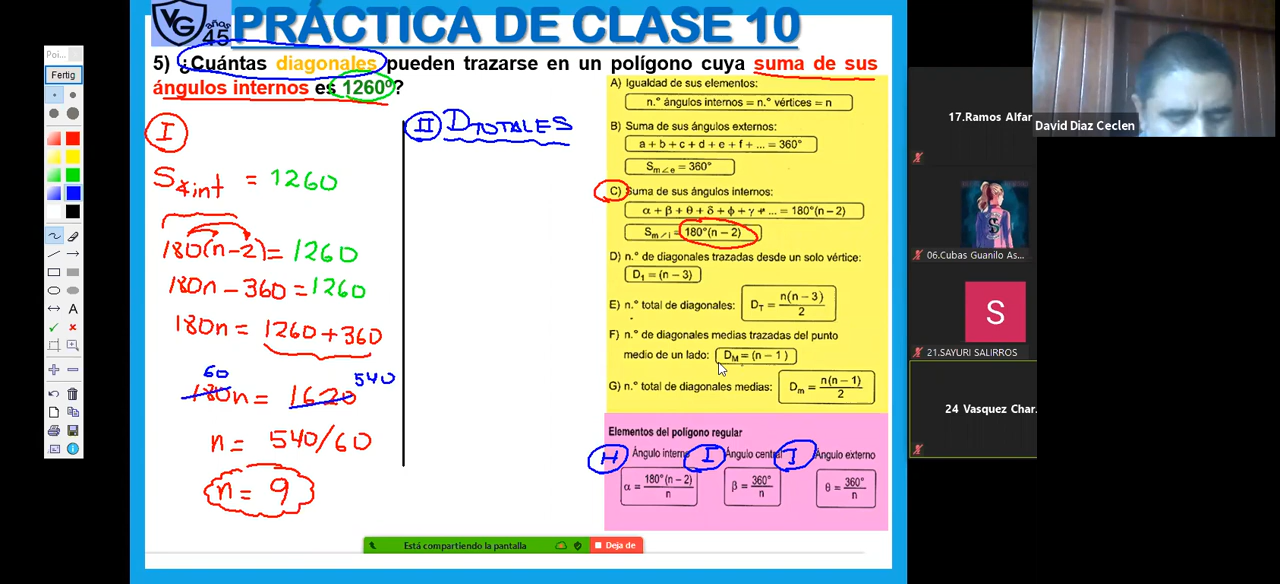 VG
años
45
PRÁCTICA DE CLASE 10
5) ¿Cuántas diagonales pueden trazarse en un polígono cuya suma de sus
ángulos internos es 1260º?
Poi...
Fertig
A
I
S∢int = 1260
180(n-2)= 1260
180n - 360 = 1260
180n = 1260 + 360
60
540
180n = 1620
n = 540/60
n = 9
II DTOTALES
A) Igualdad de sus elementos:
n.° ángulos internos = n.° vértices = n
B) Suma de sus ángulos externos:
a + b + c + d + e + f + ... = 360°
Sm∠e = 360°
C) Suma de sus ángulos internos:
α + β + θ + δ + ϕ + γ + ... = 180°(n – 2)
Sm∠i = 180°(n – 2)
D) n.° de diagonales trazadas desde un solo vértice:
D1 = (n – 3)
E) n.° total de diagonales: DT = n(n – 3)/2
F) n.° de diagonales medias trazadas del punto
medio de un lado: DM = (n – 1)
G) n.° total de diagonales medias: Dm = n(n – 1)/2
Elementos del polígono regular
H Ángulo interno I Ángulo central J Ángulo externo
α = 180°(n – 2)/n β = 360°/n θ = 360°/n
Está compartiendo la pantalla
Deja de
David Diaz Ceclen
17.Ramos Alfar
06.Cubas Guanilo As...
S
21.SAYURI SALIRROS
24 Vasquez Char.